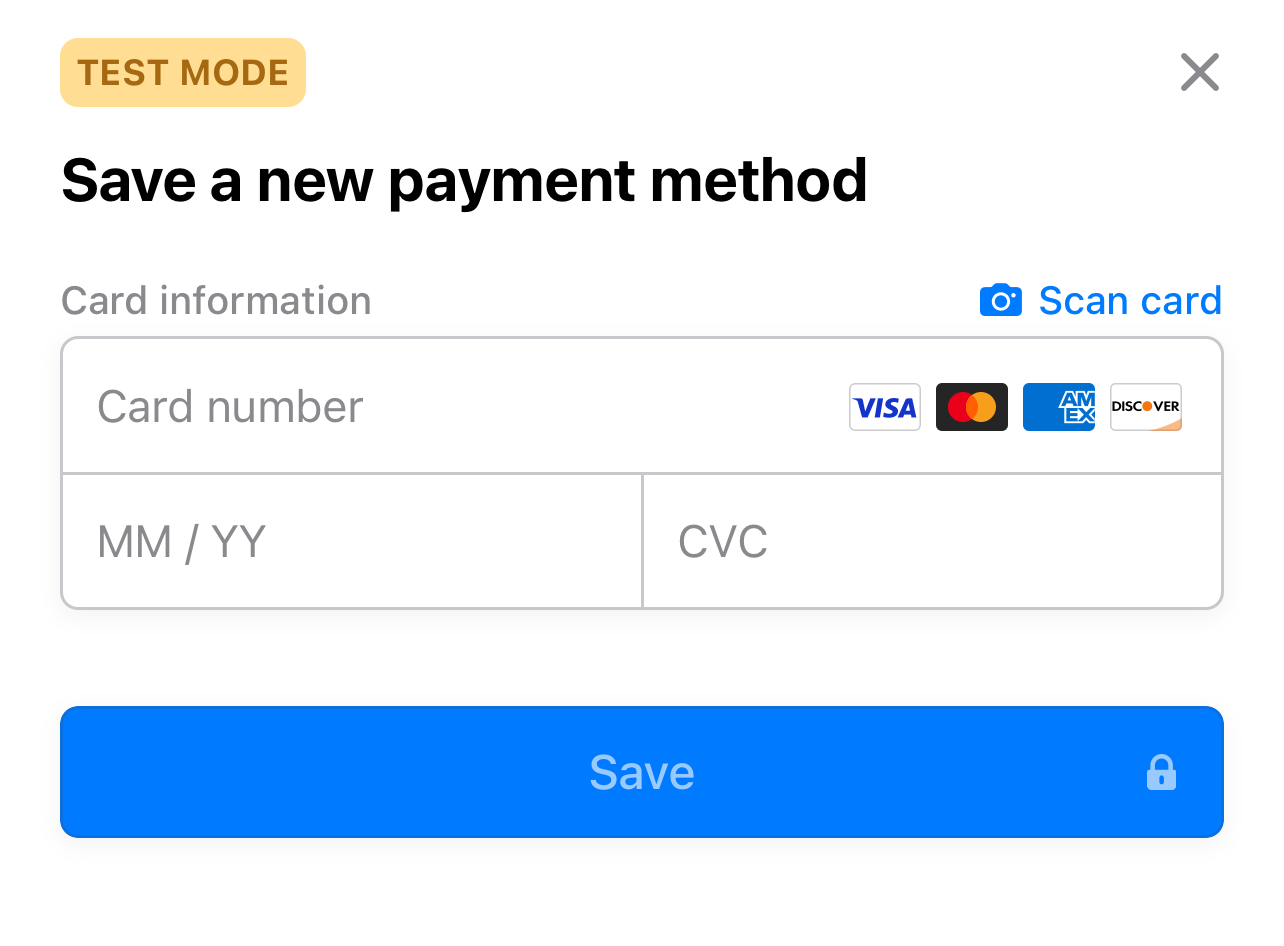 TEST MODE
Save a new payment method
Card information
Scan card
Card number
VISA
AM
EX
DISCOVER
MM / YY
CVC
Save